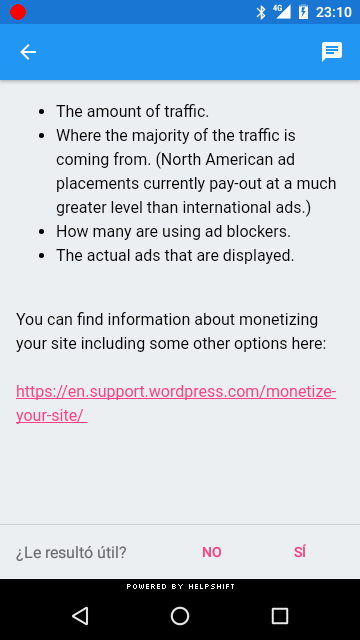 4G 23:10
• The amount of traffic.
• Where the majority of the traffic is
coming from. (North American ad
placements currently pay-out at a much
greater level than international ads.)
• How many are using ad blockers.
• The actual ads that are displayed.
You can find information about monetizing
your site including some other options here:
https://en.support.wordpress.com/monetize-
your-site/
¿Le resultó útil? NO SÍ
POWERED BY HELPSHIFT